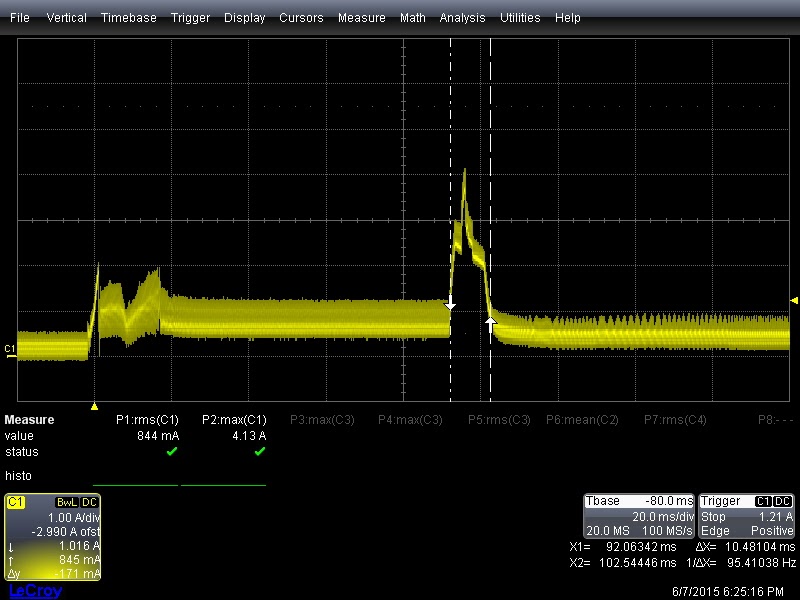 File Vertical Timebase Trigger Display Cursors Measure Math Analysis Utilities Help
C1
Measure P1:rms(C1) P2:max(C1) P3:max(C3) P4:max(C3) P5:rms(C3) P6:mean(C2) P7:rms(C4) P8:- - -
value 844 mA 4.13 A
status
histo
C1 BwL DC
1.00 A/div
-2.990 A ofst
↓ 1.016 A
↑ 845 mA
Δy -171 mA
Tbase -80.0 ms
20.0 ms/div
20.0 MS 100 MS/s
Trigger C1 DC
Stop 1.21 A
Edge Positive
X1= 92.06342 ms ΔX= 10.48104 ms
X2= 102.54446 ms 1/ΔX= 95.41038 Hz
LeCroy
6/7/2015 6:25:16 PM